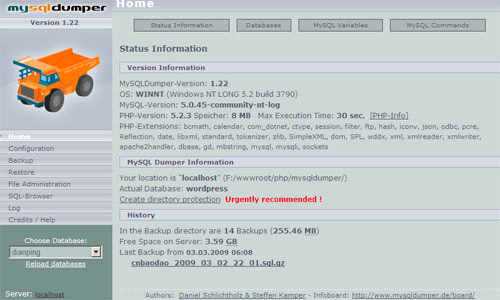 mysqldumper
Version 1.22
Home
Configuration
Backup
Restore
File Administration
SQL-Browser
Log
Credits / Help
Choose Database:
dianping
Reload databases
Server: localhost
Home
Status Information
Databases
MySQL Variables
MySQL Commands
Status Information
Version Information
MySQLDumper-Version: 1.22
OS: WINNT (Windows NT LONG 5.2 build 3790)
MySQL-Version: 5.0.45-community-nt-log
PHP-Version: 5.2.3 Speicher: 8 MB Max Execution Time: 30 sec. [PHP-Info]
PHP-Extensions: bcmath, calendar, com_dotnet, ctype, session, filter, ftp, hash, iconv, json, odbc, pcre,
Reflection, date, libxml, standard, tokenizer, zlib, SimpleXML, dom, SPL, wddx, xml, xmlreader, xmlwriter,
apache2handler, dbase, gd, mbstring, mysql, mysqli, sockets
MySQL Dumper Information
Your location is "localhost" (F:/wwwroot/php/mysqldumper/)
Actual Database: wordpress
Create directory protection Urgently recommended !
History
In the Backup directory are 14 Backups (255.46 MB)
Free Space on Server: 3.59 GB
Last Backup from 03.03.2009 06:08
cnbaodao_2009_03_02_22_01.sql.gz
Authors: Daniel Schlichtholz & Steffen Kamper - Infoboard: http://www.mysqldumper.de/board/